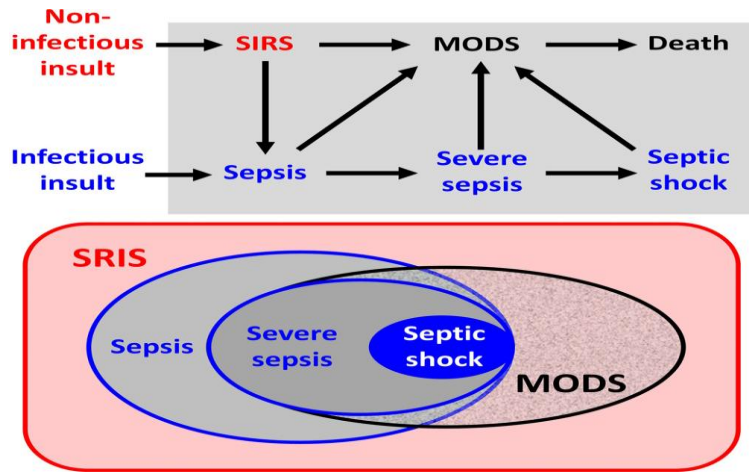 Non-
infectious
insult
SIRS
MODS
Death
Infectious
insult
Sepsis
Severe
sepsis
Septic
shock
SRIS
Sepsis
Severe
sepsis
Septic
shock
MODS